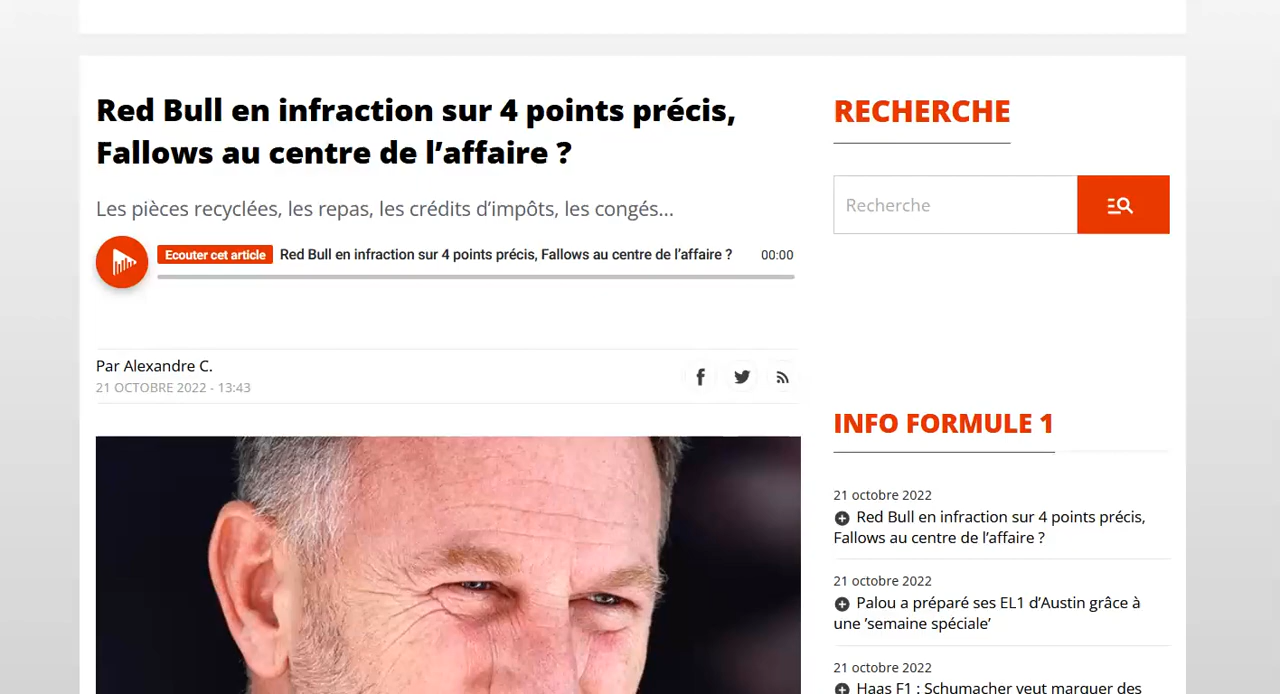 Red Bull en infraction sur 4 points précis,
Fallows au centre de l’affaire ?
Les pièces recyclées, les repas, les crédits d’impôts, les congés...
Ecouter cet article Red Bull en infraction sur 4 points précis, Fallows au centre de l’affaire ? 00:00
Par Alexandre C.
21 OCTOBRE 2022 - 13:43
RECHERCHE
Recherche
INFO FORMULE 1
21 octobre 2022
Red Bull en infraction sur 4 points précis,
Fallows au centre de l’affaire ?
21 octobre 2022
Palou a préparé ses EL1 d’Austin grâce à
une ’semaine spéciale’
21 octobre 2022
Haas F1 : Schumacher veut marquer des